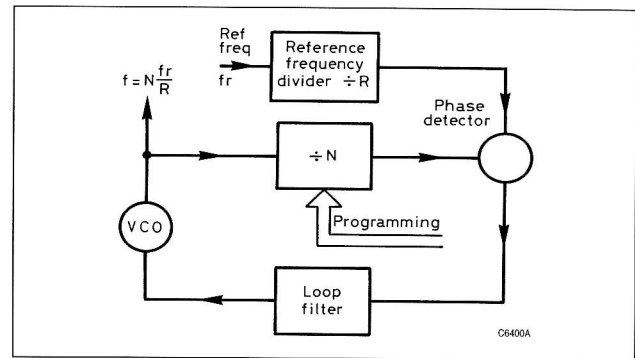 Ref
freq
fr
Reference
frequency
divider ÷R
f = N fr/R
Phase
detector
÷N
VCO
Programming
Loop
filter
C6400A